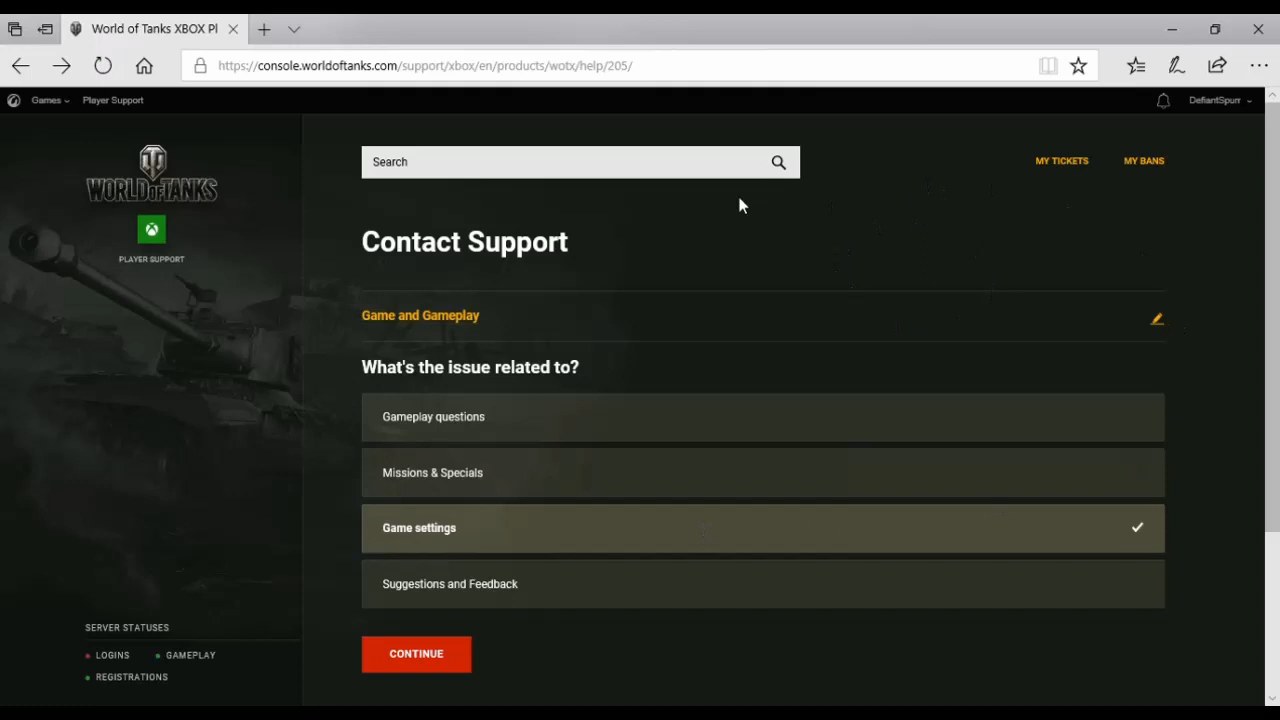 World of Tanks XBOX Pl
https://console.worldoftanks.com/support/xbox/en/products/wotx/help/205/
Games
Player Support
DefiantSpurr
WORLD OF TANKS
PLAYER SUPPORT
Search
MY TICKETS
MY BANS
Contact Support
Game and Gameplay
What's the issue related to?
Gameplay questions
Missions & Specials
Game settings
Suggestions and Feedback
CONTINUE
SERVER STATUSES
LOGINS
GAMEPLAY
REGISTRATIONS